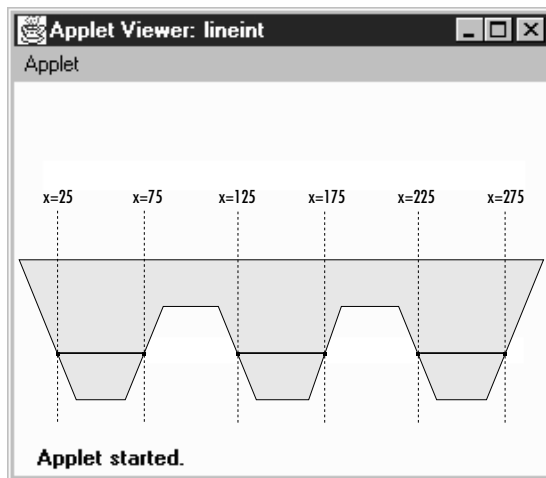 Applet Viewer: lineint
Applet
x=25 x=75 x=125 x=175 x=225 x=275
Applet started.